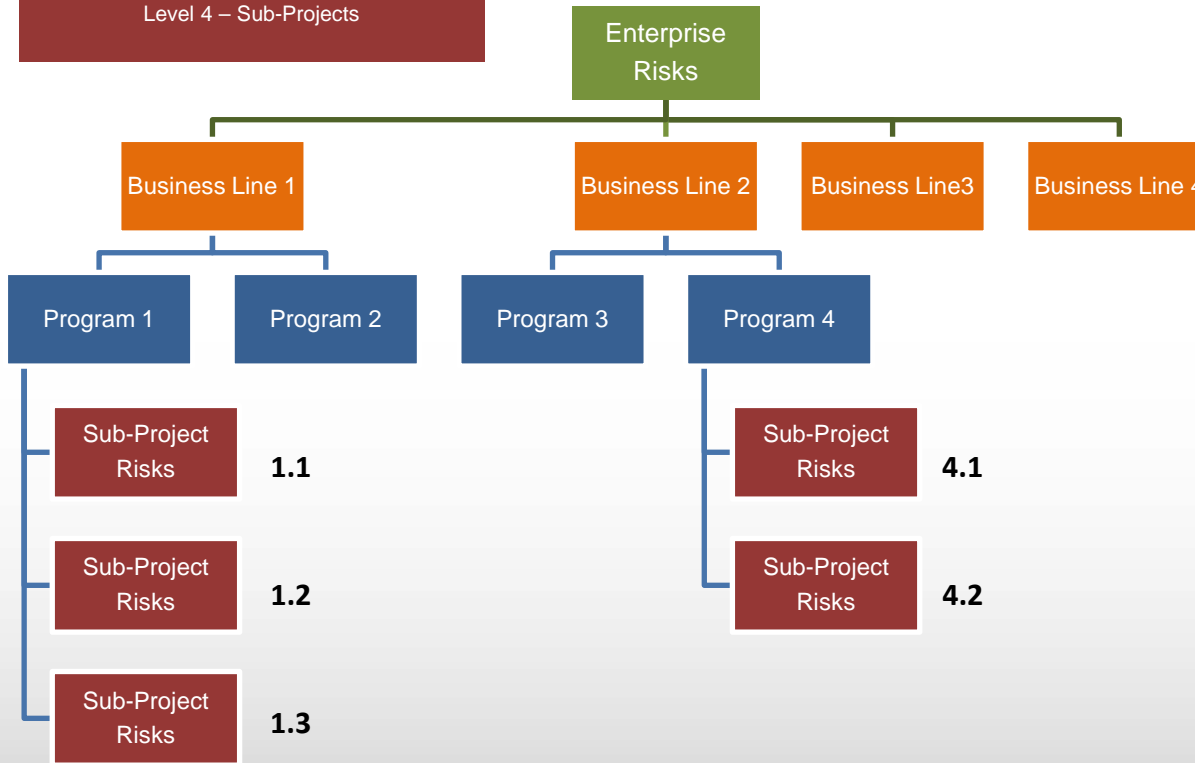 Level 4 – Sub-Projects
Enterprise
Risks
Business Line 1
Business Line 2
Business Line3
Business Line 4
Program 1
Program 2
Program 3
Program 4
Sub-Project
Risks
1.1
Sub-Project
Risks
4.1
Sub-Project
Risks
1.2
Sub-Project
Risks
4.2
Sub-Project
Risks
1.3